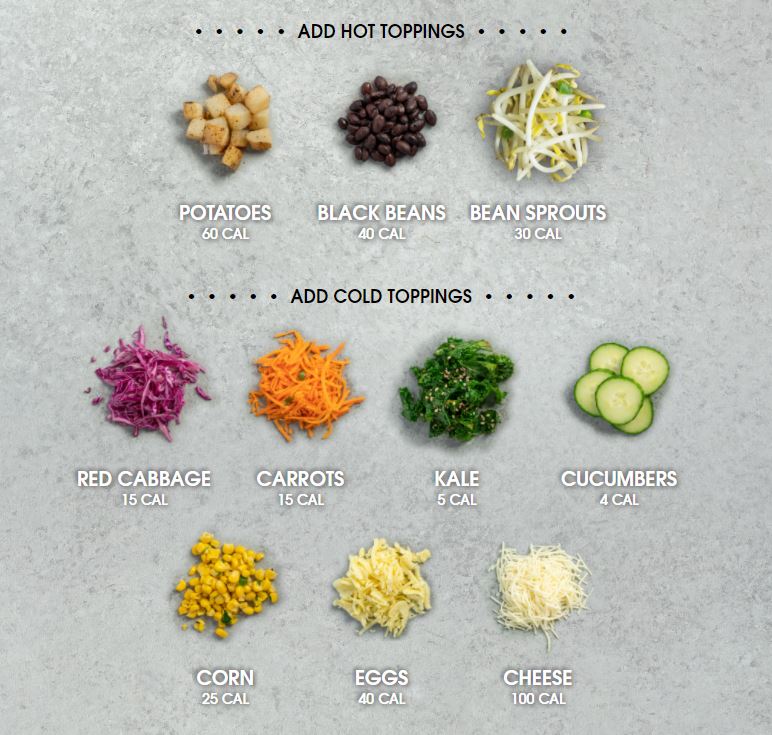 • • • • • ADD HOT TOPPINGS • • • • •
POTATOES BLACK BEANS BEAN SPROUTS
60 CAL 40 CAL 30 CAL
• • • • • ADD COLD TOPPINGS • • • • •
RED CABBAGE CARROTS KALE CUCUMBERS
15 CAL 15 CAL 5 CAL 4 CAL
CORN EGGS CHEESE
25 CAL 40 CAL 100 CAL